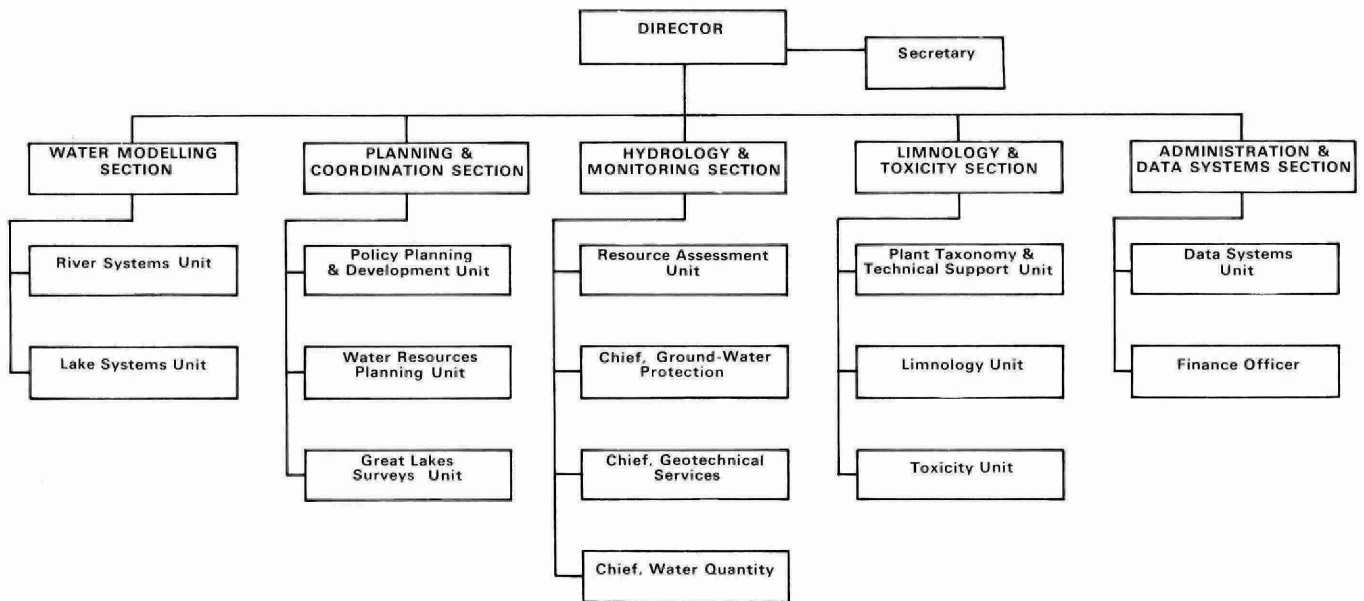 DIRECTOR
Secretary
WATER MODELLING
SECTION
PLANNING &
COORDINATION SECTION
HYDROLOGY &
MONITORING SECTION
LIMNOLOGY &
TOXICITY SECTION
ADMINISTRATION &
DATA SYSTEMS SECTION
River Systems Unit
Lake Systems Unit
Policy Planning
& Development Unit
Water Resources
Planning Unit
Great Lakes
Surveys Unit
Resource Assessment
Unit
Chief, Ground-Water
Protection
Chief, Geotechnical
Services
Chief, Water Quantity
Plant Taxonomy &
Technical Support Unit
Limnology Unit
Toxicity Unit
Data Systems
Unit
Finance Officer